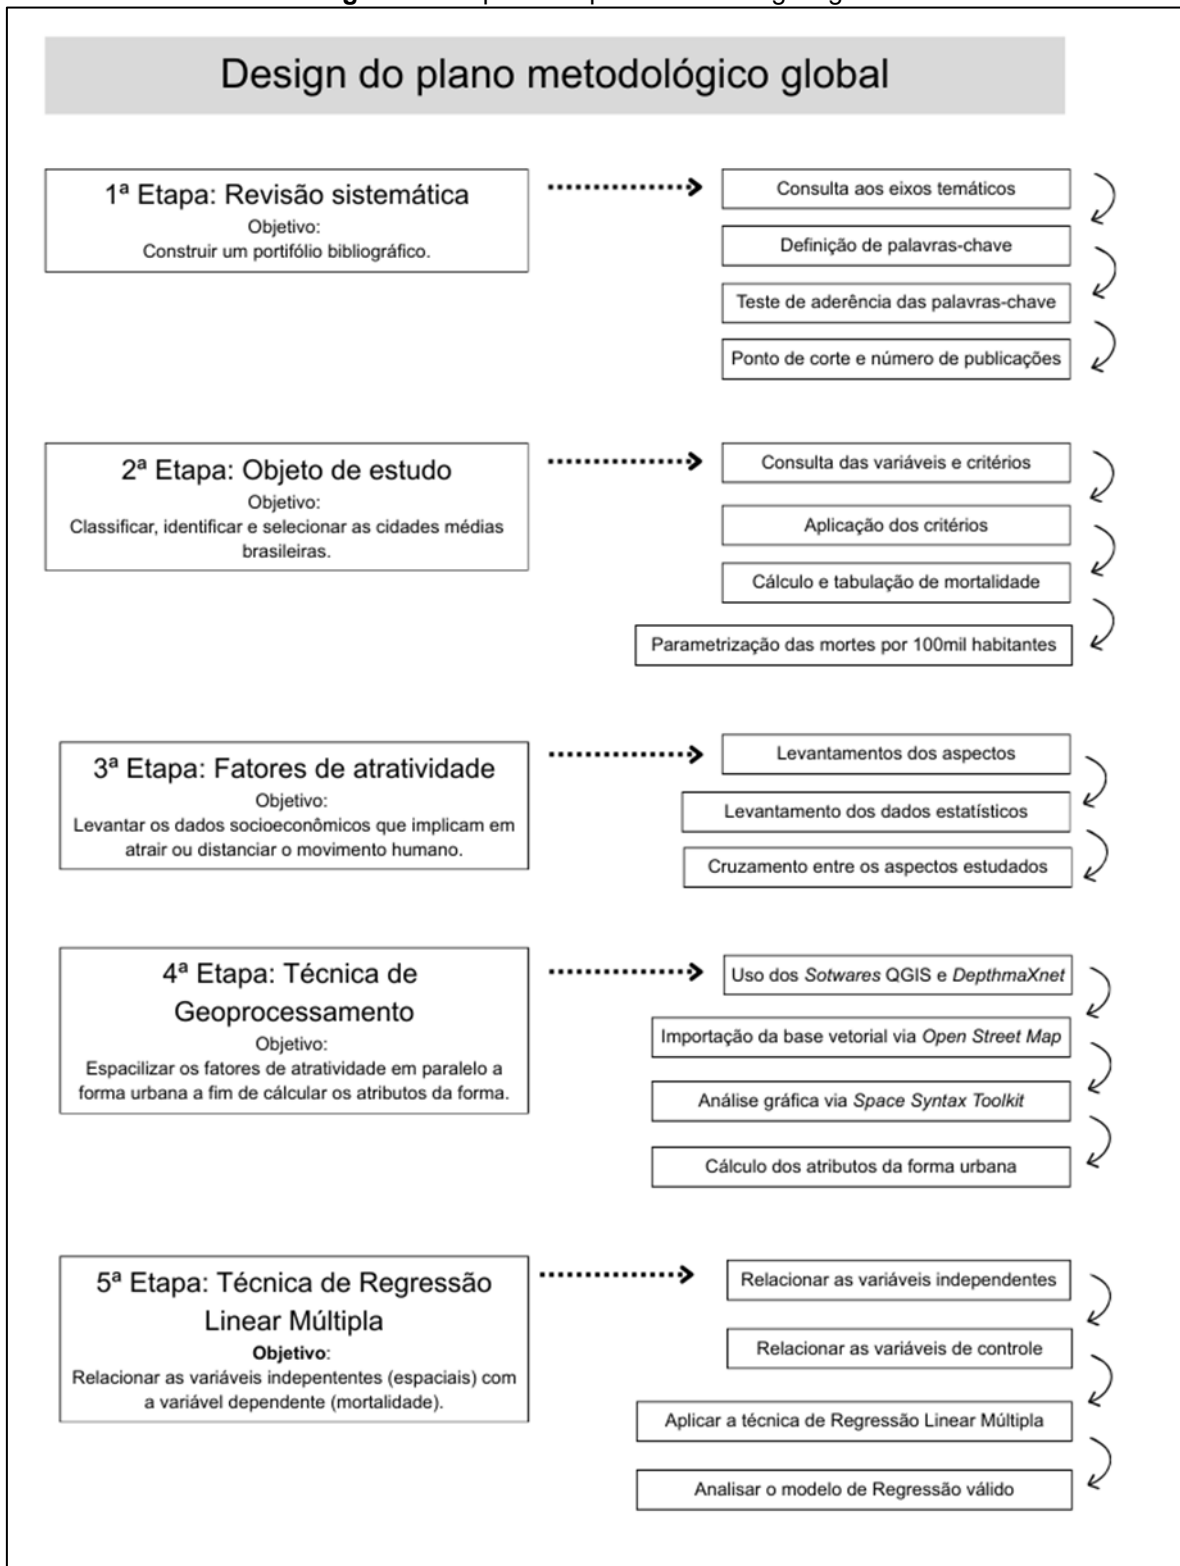 Design do plano metodológico global
1ª Etapa: Revisão sistemática
Objetivo:
Construir um portifólio bibliográfico.
Consulta aos eixos temáticos
Definição de palavras-chave
Teste de aderência das palavras-chave
Ponto de corte e número de publicações
2ª Etapa: Objeto de estudo
Objetivo:
Classificar, identificar e selecionar as cidades médias
brasileiras.
Consulta das variáveis e critérios
Aplicação dos critérios
Cálculo e tabulação de mortalidade
Parametrização das mortes por 100mil habitantes
3ª Etapa: Fatores de atratividade
Objetivo:
Levantar os dados socioeconômicos que implicam em
atrair ou distanciar o movimento humano.
Levantamentos dos aspectos
Levantamento dos dados estatísticos
Cruzamento entre os aspectos estudados
4ª Etapa: Técnica de
Geoprocessamento
Objetivo:
Espacilizar os fatores de atratividade em paralelo a
forma urbana a fim de cálcular os atributos da forma.
Uso dos Sotwares QGIS e DepthmaXnet
Importação da base vetorial via Open Street Map
Análise gráfica via Space Syntax Toolkit
Cálculo dos atributos da forma urbana
5ª Etapa: Técnica de Regressão
Linear Múltipla
Objetivo:
Relacionar as variáveis indepententes (espaciais) com
a variável dependente (mortalidade).
Relacionar as variáveis independentes
Relacionar as variáveis de controle
Aplicar a técnica de Regressão Linear Múltipla
Analisar o modelo de Regressão válido